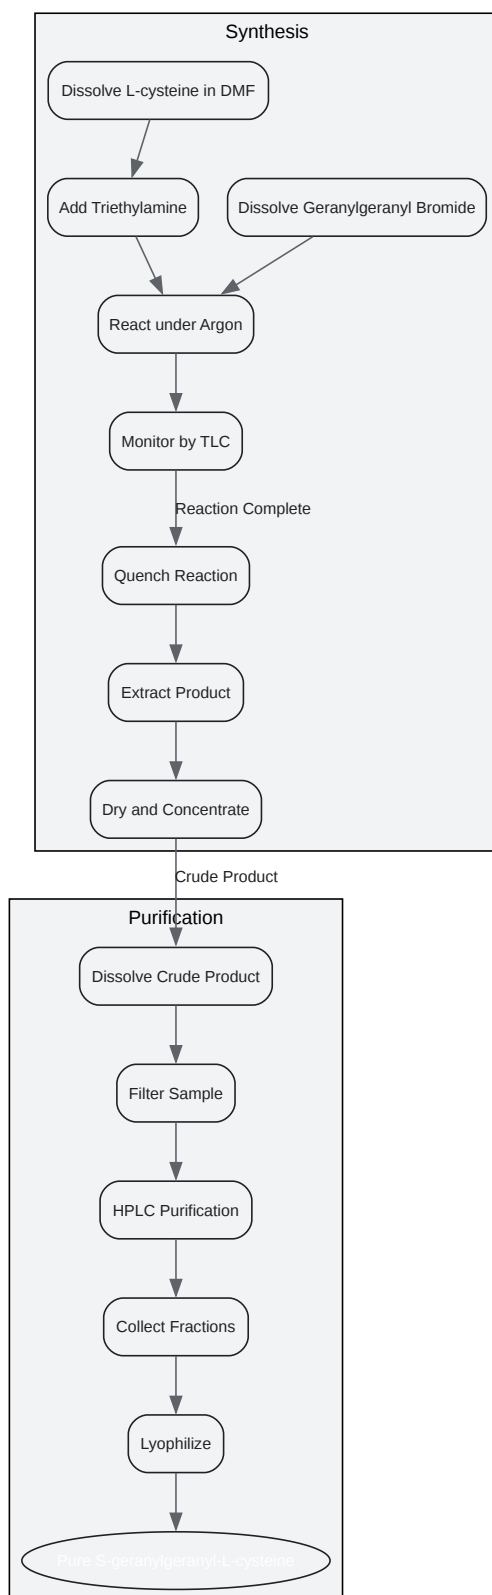 Synthesis
Dissolve L-cysteine in DMF
Add Triethylamine
Dissolve Geranylgeranyl Bromide
React under Argon
Monitor by TLC
Reaction Complete
Quench Reaction
Extract Product
Dry and Concentrate
Crude Product
Purification
Dissolve Crude Product
Filter Sample
HPLC Purification
Collect Fractions
Lyophilize
Pure S-geranylgeranyl-L-cysteine